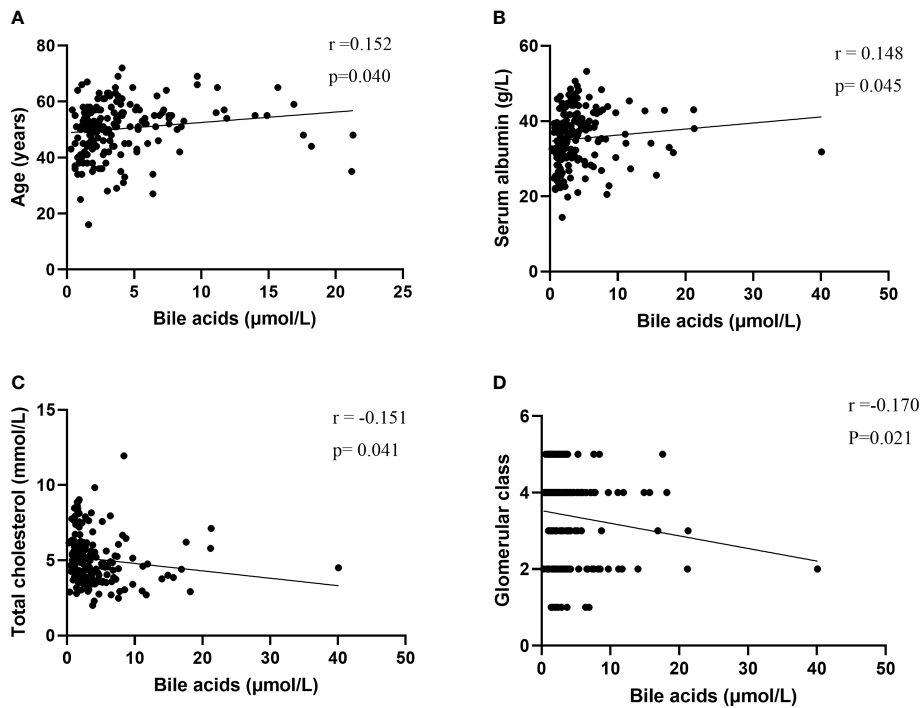 A
r =0.152
p=0.040
80
60
40
20
0
Age (years)
0 5 10 15 20 25
Bile acids (μmol/L)
B
r = 0.148
p= 0.045
60
40
20
0
Serum albumin (g/L)
0 10 20 30 40 50
Bile acids (μmol/L)
C
r = -0.151
p= 0.041
15
10
5
0
Total cholesterol (mmol/L)
0 10 20 30 40 50
Bile acids (μmol/L)
D
r =-0.170
P=0.021
6
4
2
0
Glomerular class
0 10 20 30 40 50
Bile acids (μmol/L)